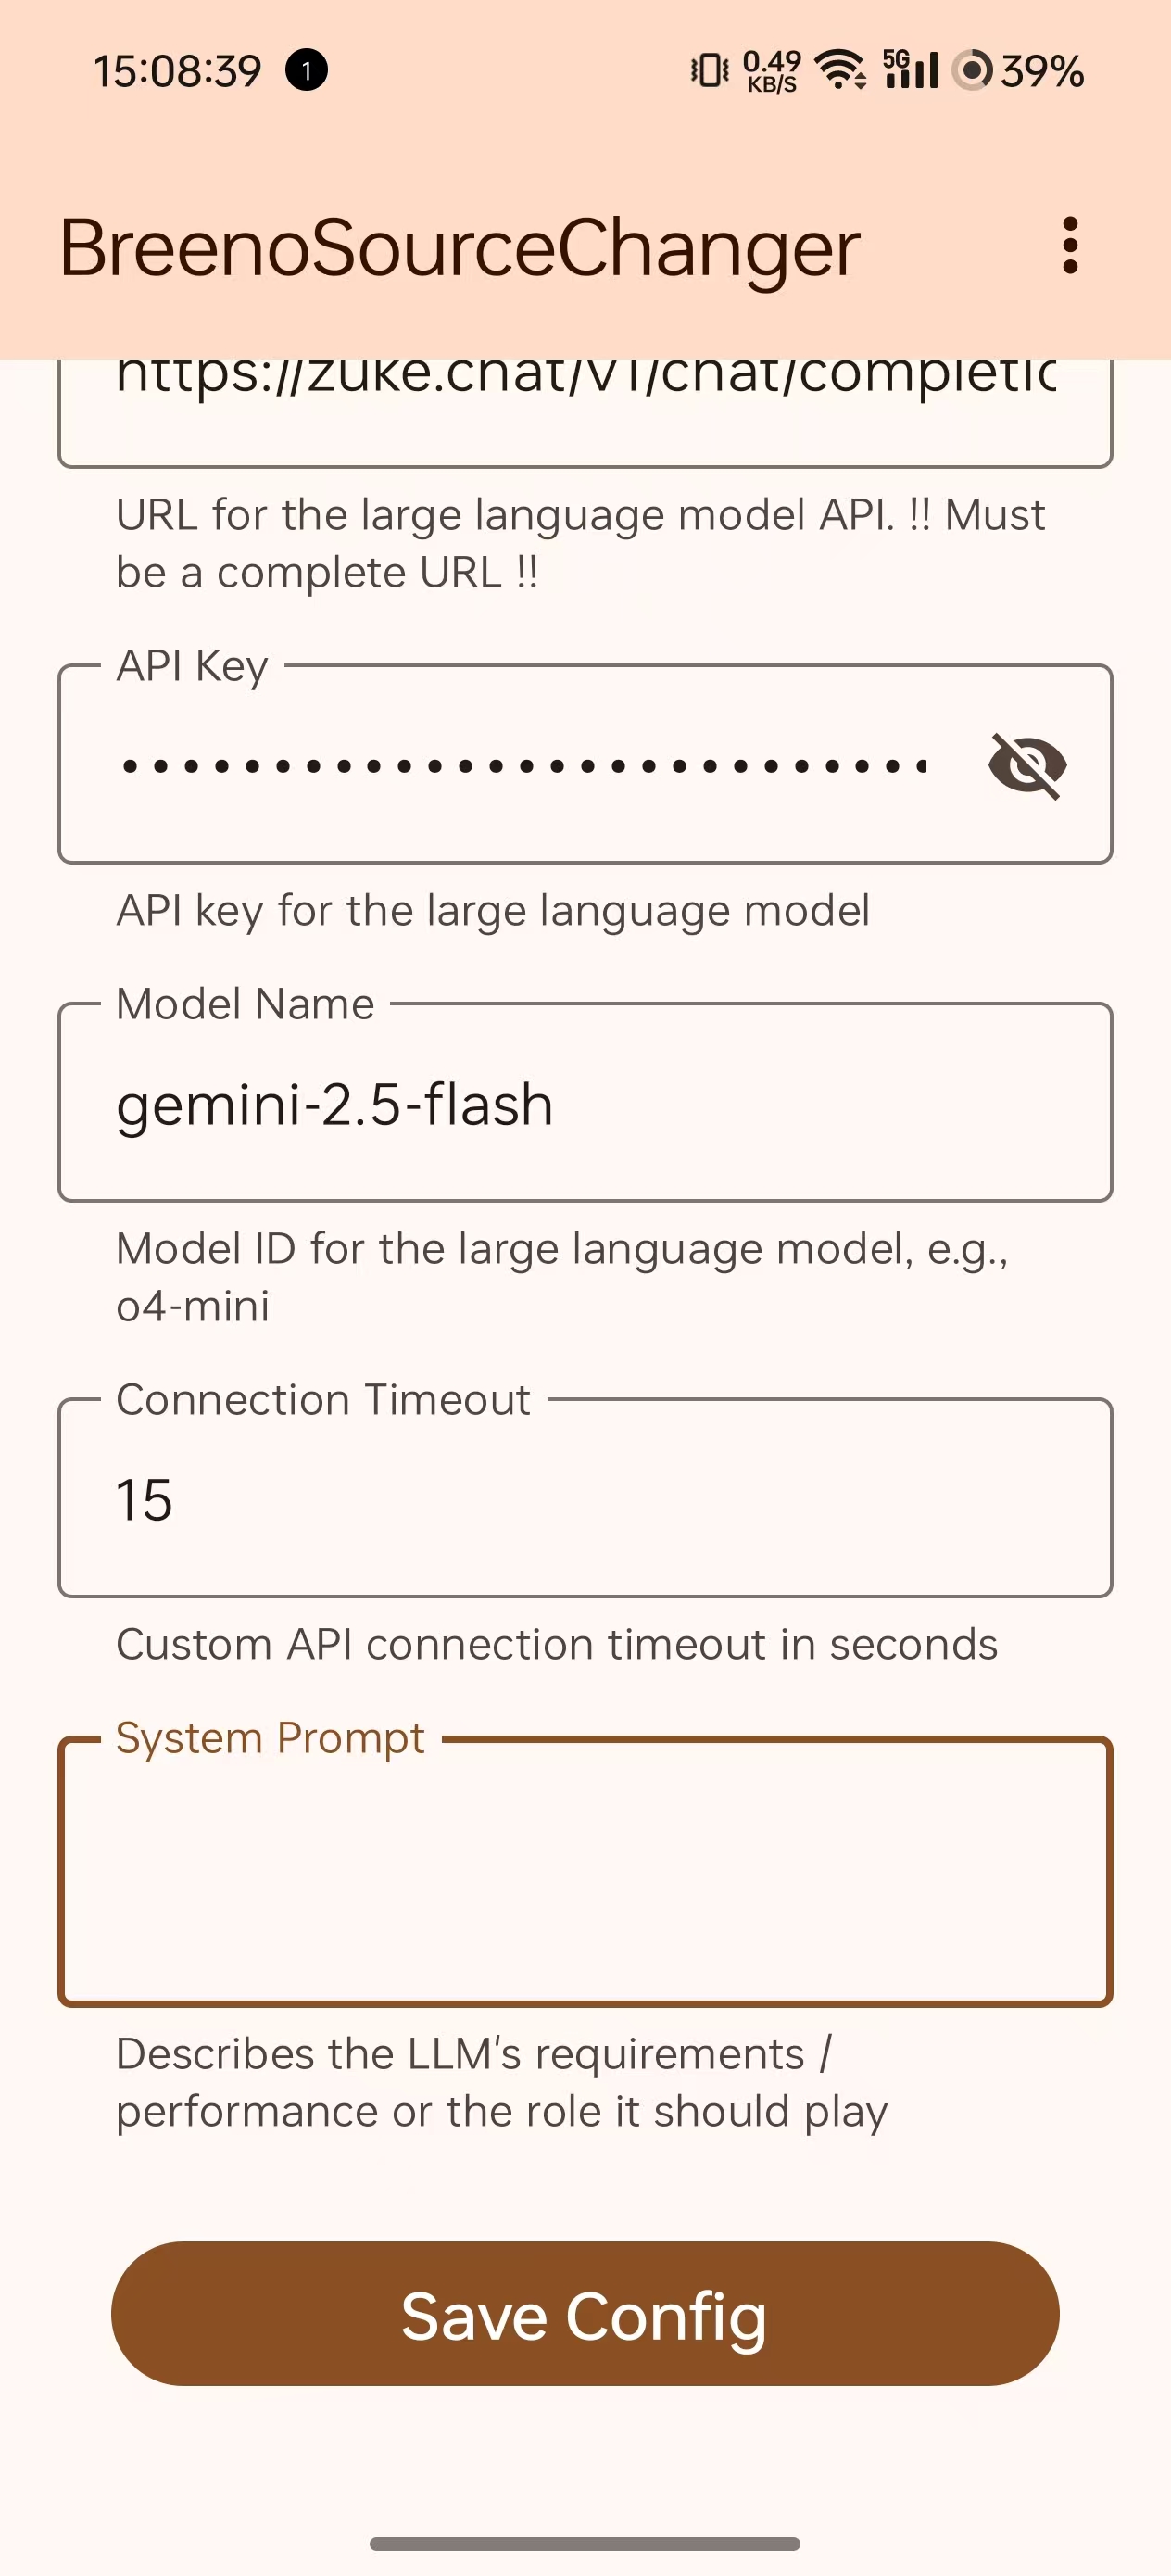 15:08:39 1 0.49 KB/S 5G 39%
BreenoSourceChanger
https://zuke.chat/v1/chat/completic
URL for the large language model API. !! Must
be a complete URL !!
API Key
••••••••••••••••••••••••••
API key for the large language model
Model Name
gemini-2.5-flash
Model ID for the large language model, e.g.,
o4-mini
Connection Timeout
15
Custom API connection timeout in seconds
System Prompt
Describes the LLM's requirements /
performance or the role it should play
Save Config